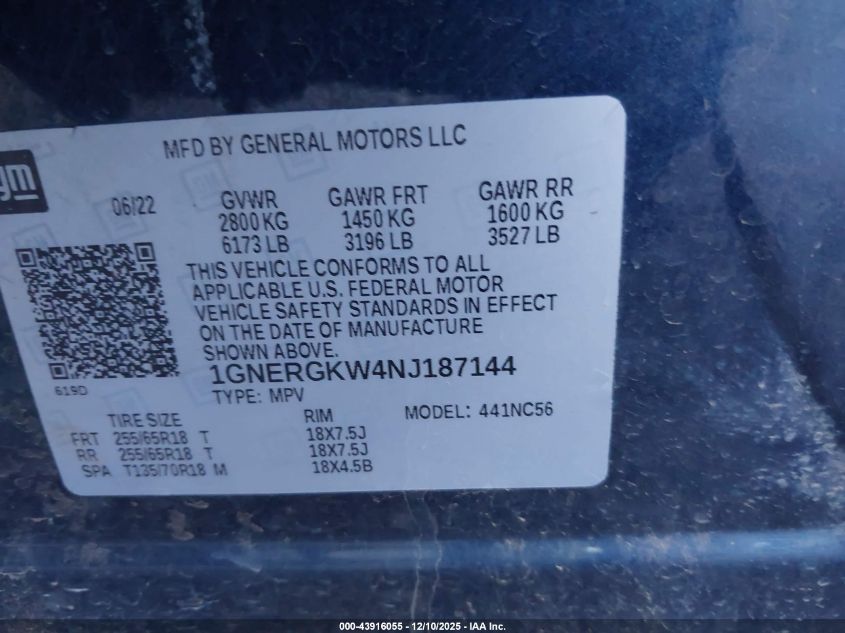 MFD BY GENERAL MOTORS LLC
gm
06/22 GVWR GAWR FRT GAWR RR
2800 KG 1450 KG 1600 KG
6173 LB 3196 LB 3527 LB
THIS VEHICLE CONFORMS TO ALL
APPLICABLE U.S. FEDERAL MOTOR
VEHICLE SAFETY STANDARDS IN EFFECT
ON THE DATE OF MANUFACTURE
SHOWN ABOVE.
1GNERGKW4NJ187144
619D
TYPE: MPV
TIRE SIZE RIM MODEL: 441NC56
FRT 255/65R18 T 18X7.5J
RR 255/65R18 T 18X7.5J
SPA T135/70R18 M 18X4.5B
000-43916055 - 12/10/2025 - IAA Inc.